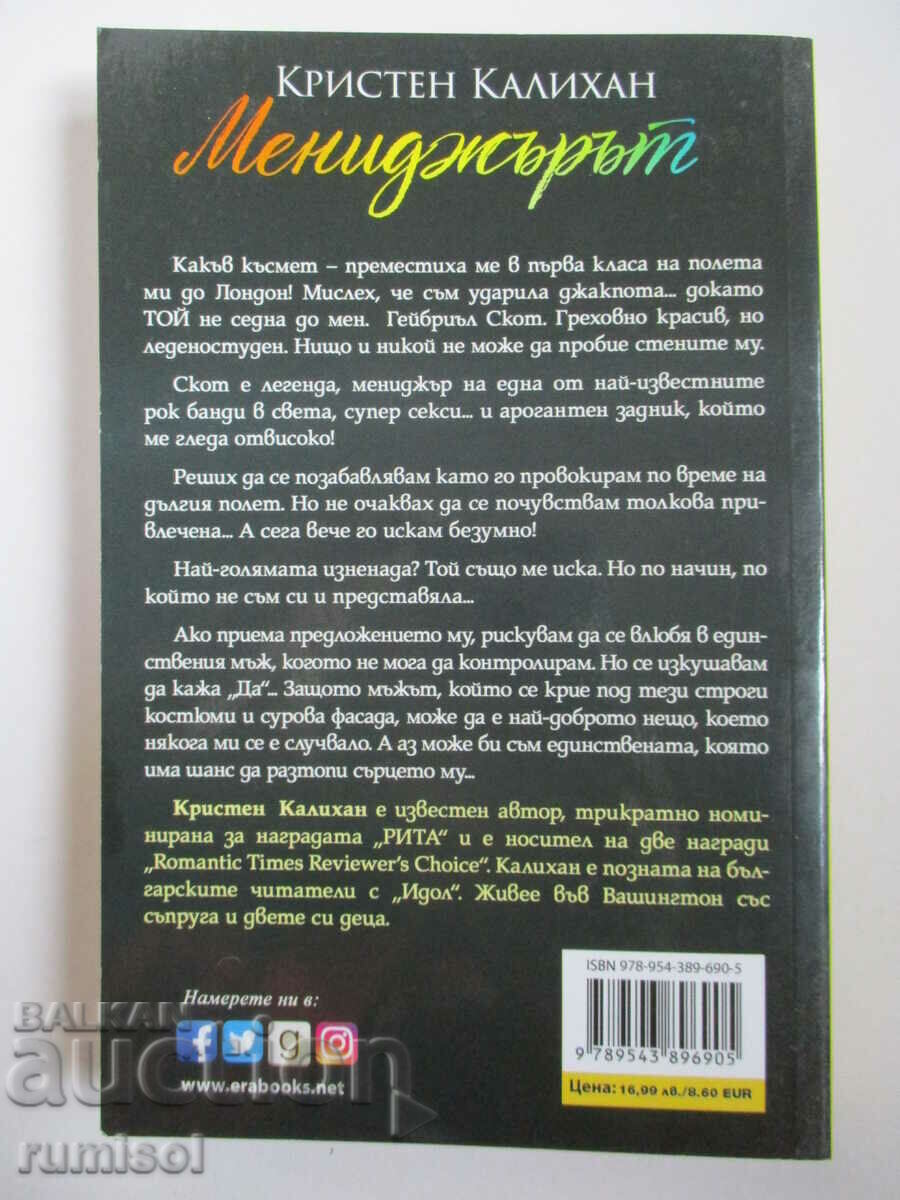 КРИСТЕН КАЛИХАН
Мениджърът
Какъв късмет – преместиха ме в първа класа на полета
ми до Лондон! Мислех, че съм ударила джакпота... докато
ТОЙ не седна до мен. Гейбриъл Скот. Греховно красив, но
леденостуден. Нищо и никой не може да пробие стените му.
Скот е легенда, мениджър на една от най-известните
рок банди в света, супер секси... и арогантен задник, който
ме гледа отвисоко!
Реших да се позабавлявам като го провокирам по време на
дългия полет. Но не очаквах да се почувствам толкова при-
влечена... А сега вече го искам безумно!
Най-голямата изненада? Той също ме иска. Но по начин, по
който не съм си и представяла...
Ако приема предложението му, рискувам да се влюбя в един-
ствения мъж, когото не мога да контролирам. Но се изкушавам
да кажа „Да“... Защото мъжът, който се крие под тези строги
костюми и сурова фасада, може да е най-доброто нещо, което
някога ми се е случвало. А аз може би съм единствената, която
има шанс да разтопи сърцето му...
Кристен Калихан е известен автор, трикратно номи-
нирана за наградата „РИТА“ и е носител на две награди
„Romantic Times Reviewer's Choice“. Калихан е позната на бъл-
гарските читатели с „Идол“. Живее във Вашингтон със
съпруга и двете си деца.
ISBN 978-954-389-690-5
9 789543 896905
Цена: 16,99 лв./8.60 EUR
Намерете ни в:
f g
www.erabooks.net
BALKAN
auction
rumisol